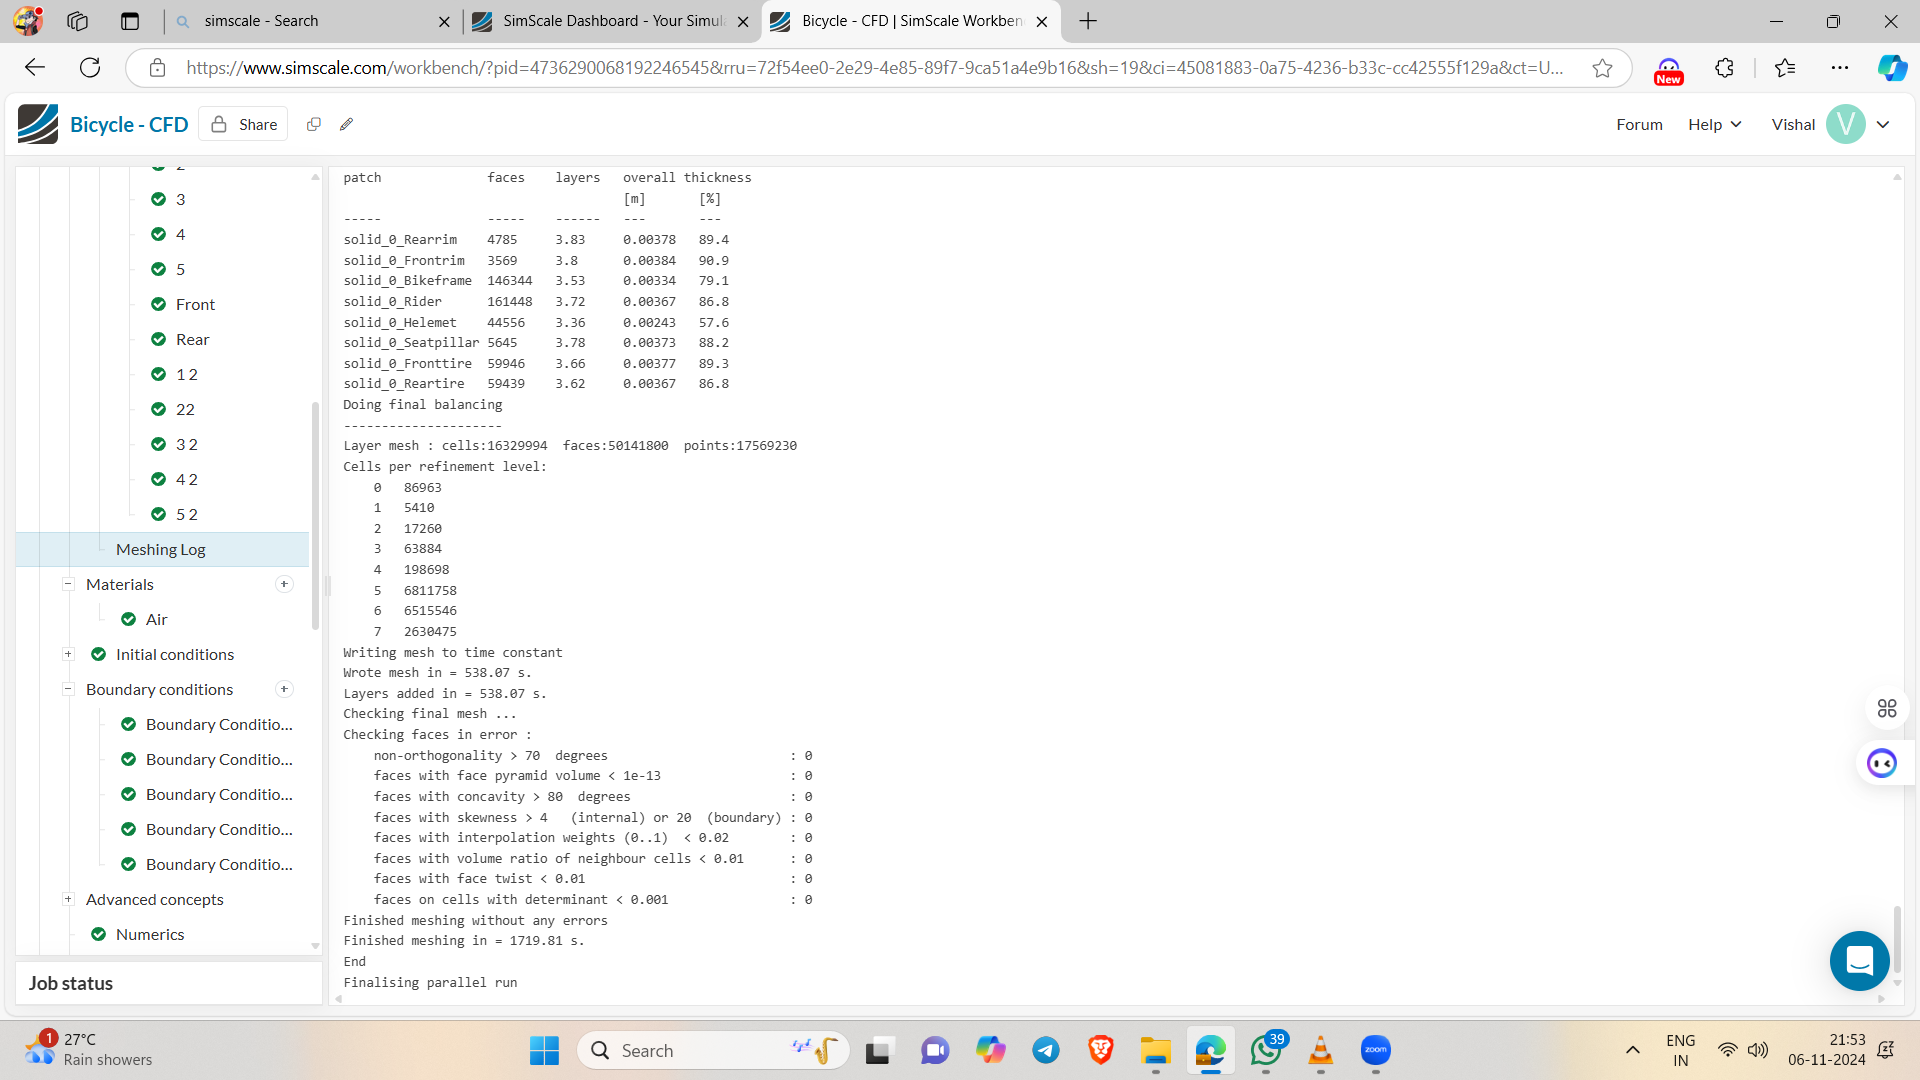 simscale - Search
SimScale Dashboard - Your Simula
Bicycle - CFD | SimScale Workben
https://www.simscale.com/workbench/?pid=4736290068192246545&rru=72f54ee0-2e29-4e85-89f7-9ca51a4e9b16&sh=19&ci=45081883-0a75-4236-b33c-cc42555f129a&ct=U...
New
Bicycle - CFD
Share
Forum
Help
Vishal
V
2
3
4
5
Front
Rear
1 2
22
3 2
4 2
5 2
Meshing Log
Materials
Air
Initial conditions
Boundary conditions
Boundary Conditio...
Boundary Conditio...
Boundary Conditio...
Boundary Conditio...
Boundary Conditio...
Advanced concepts
Numerics
Job status
patch faces layers overall thickness
[m] [%]
----- ----- ------ --- ---
solid_0_Rearrim 4785 3.83 0.00378 89.4
solid_0_Frontrim 3569 3.8 0.00384 90.9
solid_0_Bikeframe 146344 3.53 0.00334 79.1
solid_0_Rider 161448 3.72 0.00367 86.8
solid_0_Helemet 44556 3.36 0.00243 57.6
solid_0_Seatpillar 5645 3.78 0.00373 88.2
solid_0_Fronttire 59946 3.66 0.00377 89.3
solid_0_Reartire 59439 3.62 0.00367 86.8
Doing final balancing
---------------------
Layer mesh : cells:16329994 faces:50141800 points:17569230
Cells per refinement level:
0 86963
1 5410
2 17260
3 63884
4 198698
5 6811758
6 6515546
7 2630475
Writing mesh to time constant
Wrote mesh in = 538.07 s.
Layers added in = 538.07 s.
Checking final mesh ...
Checking faces in error :
non-orthogonality > 70 degrees : 0
faces with face pyramid volume < 1e-13 : 0
faces with concavity > 80 degrees : 0
faces with skewness > 4 (internal) or 20 (boundary) : 0
faces with interpolation weights (0..1) < 0.02 : 0
faces with volume ratio of neighbour cells < 0.01 : 0
faces with face twist < 0.01 : 0
faces on cells with determinant < 0.001 : 0
Finished meshing without any errors
Finished meshing in = 1719.81 s.
End
Finalising parallel run
1
27°C
Rain showers
Search
39
zoom
ENG
IN
21:53
06-11-2024